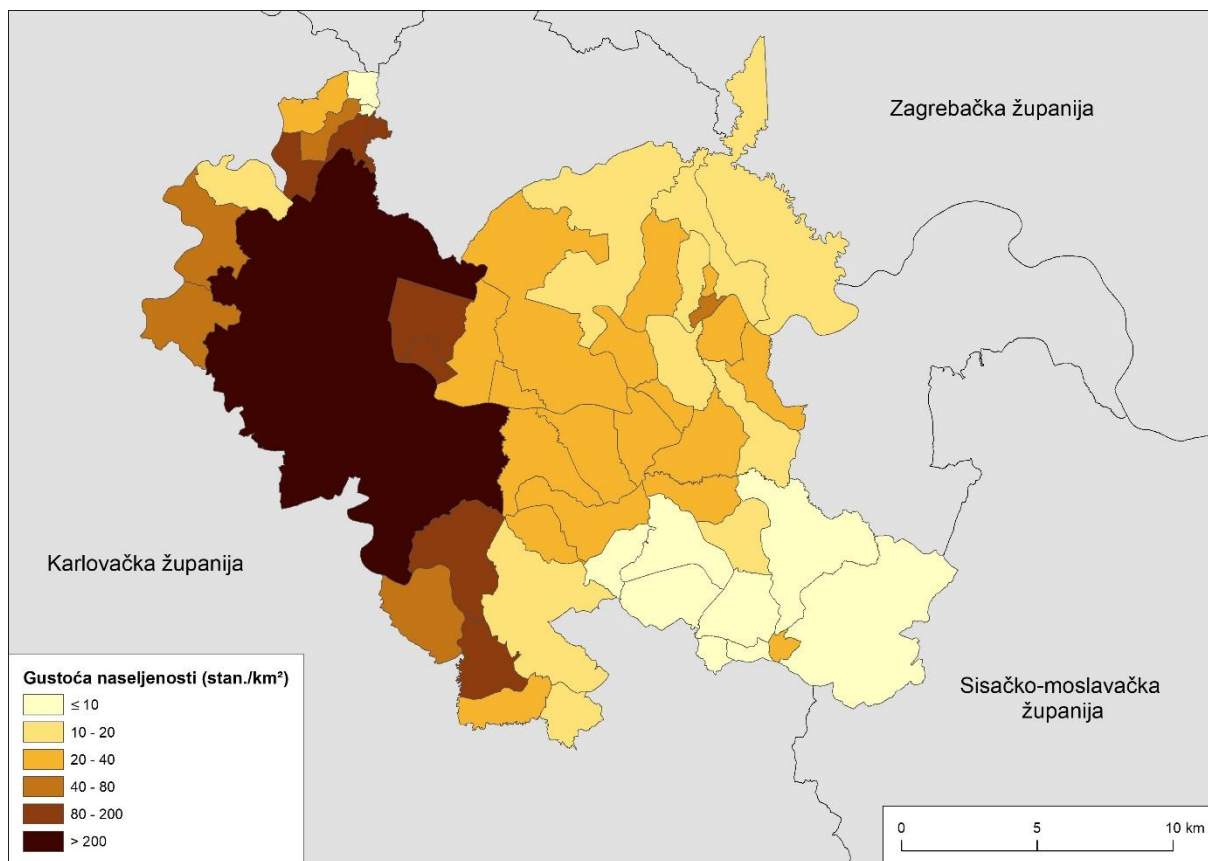 Zagrebačka županija
Karlovačka županija
Sisačko-moslavačka
županija
Gustoća naseljenosti (stan./km²)
≤ 10
10 - 20
20 - 40
40 - 80
80 - 200
> 200
0 5 10 km